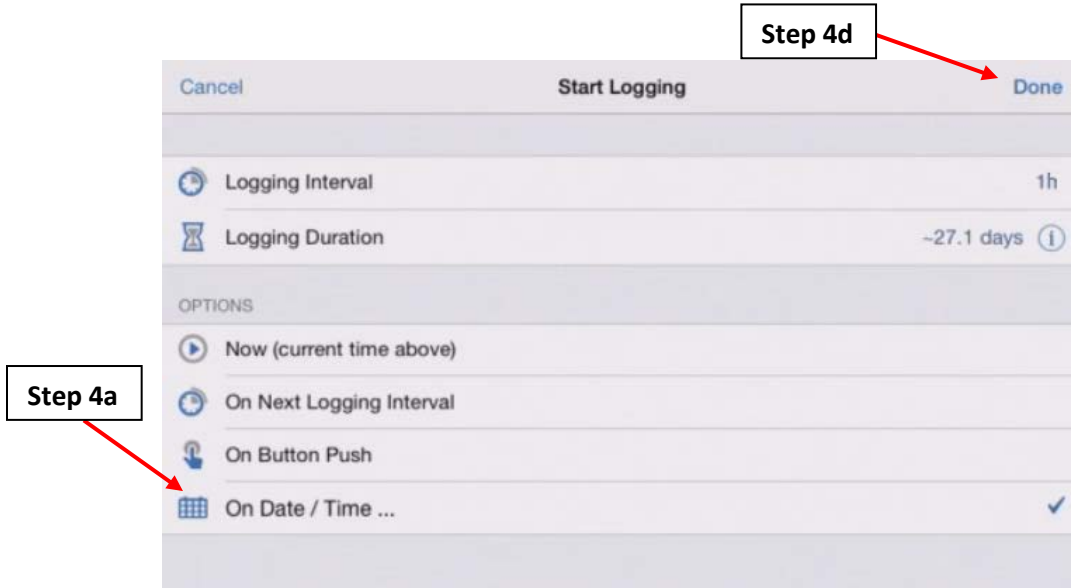 Step 4d
Cancel Start Logging Done
Logging Interval 1h
Logging Duration ~27.1 days i
OPTIONS
Now (current time above)
On Next Logging Interval
Step 4a
On Button Push
On Date / Time ...